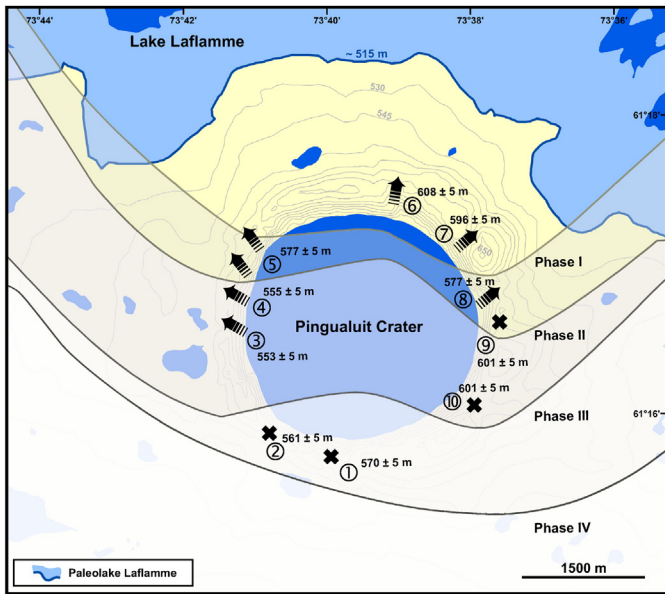 73°44'
73°42'
73°40'
73°38'
73°36'
Lake Laflamme
~ 515 m
530
545
61°18'
608 ± 5 m
⑥
596 ± 5 m
⑦
650
577 ± 5 m
⑤
Phase I
577 ± 5 m
⑧
555 ± 5 m
④
Pingualuit Crater
Phase II
③
⑨
553 ± 5 m
601 ± 5 m
601 ± 5 m
⑩
Phase III
61°16'
561 ± 5 m
②
570 ± 5 m
①
Phase IV
Paleolake Laflamme
1500 m